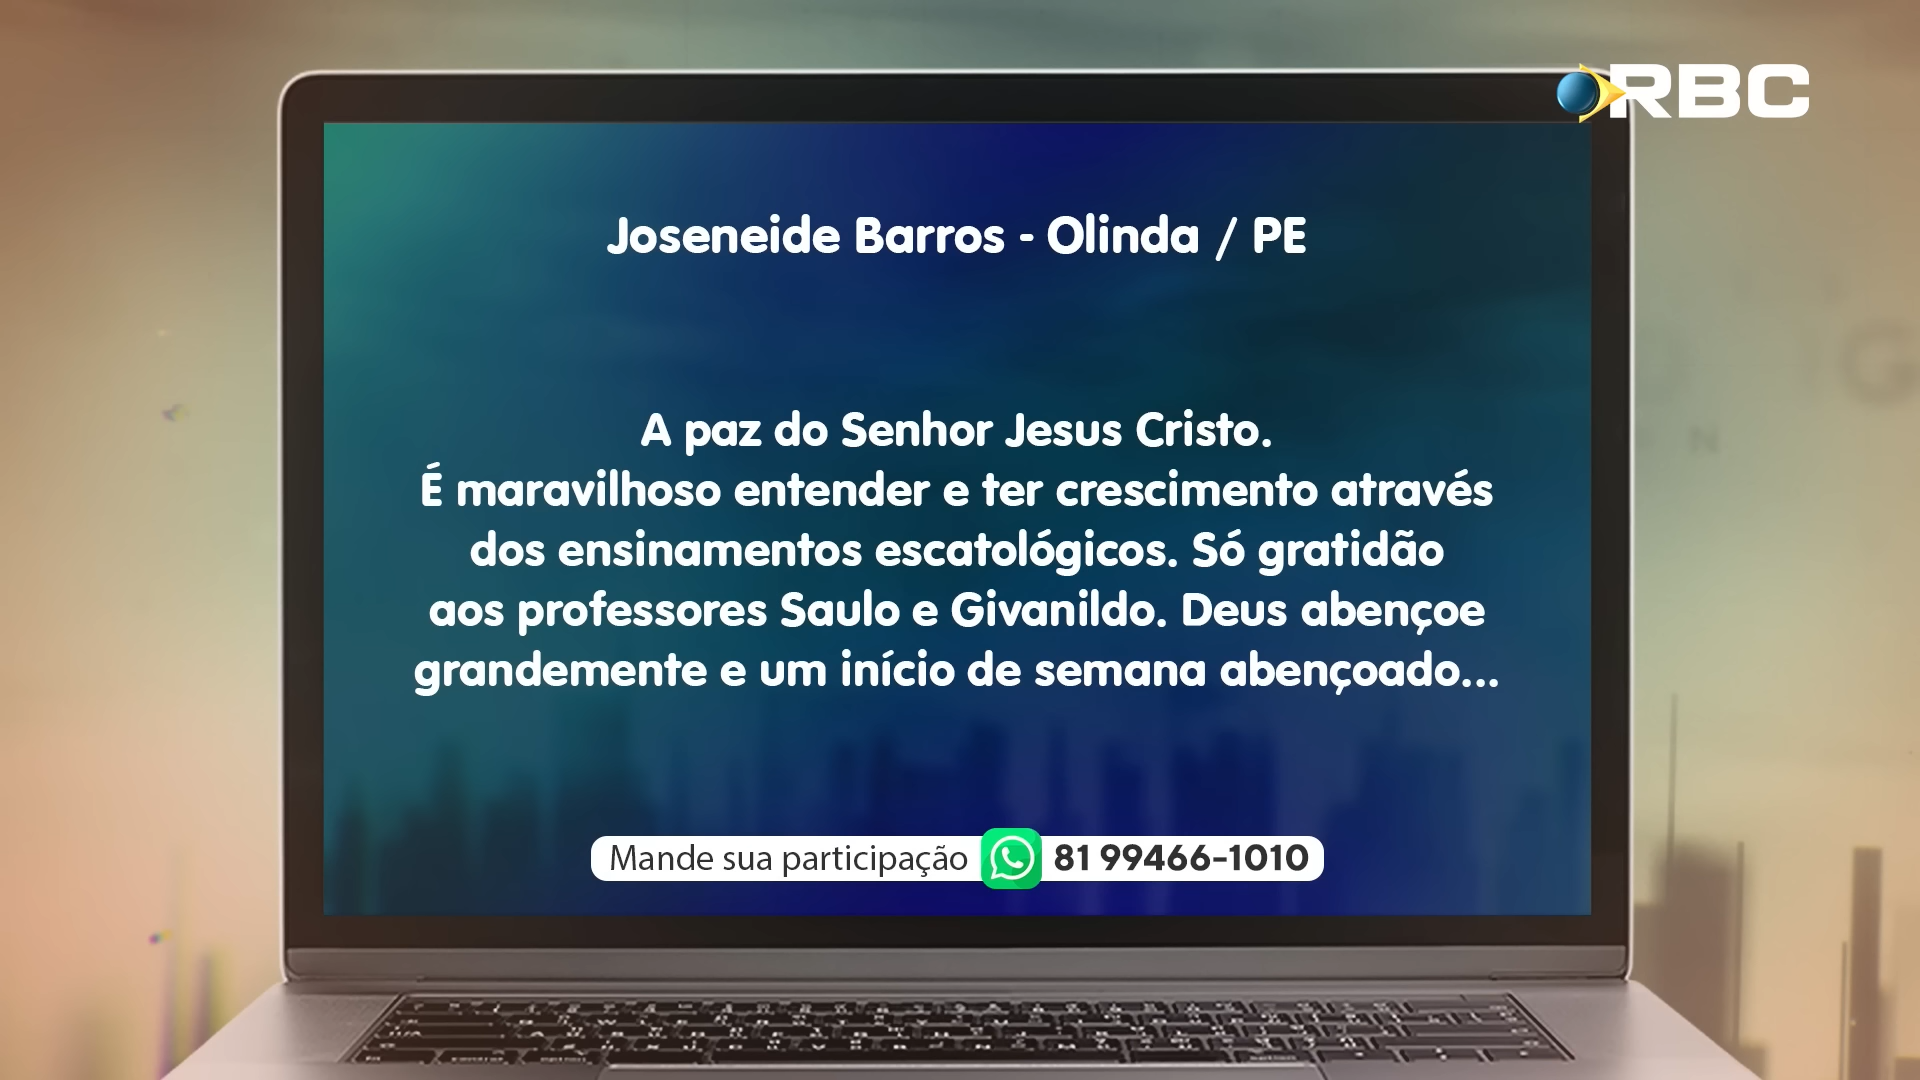 RBC
Joseneide Barros - Olinda / PE
A paz do Senhor Jesus Cristo.
É maravilhoso entender e ter crescimento através
dos ensinamentos escatológicos. Só gratidão
aos professores Saulo e Givanildo. Deus abençoe
grandemente e um início de semana abençoado...
Mande sua participação 81 99466-1010